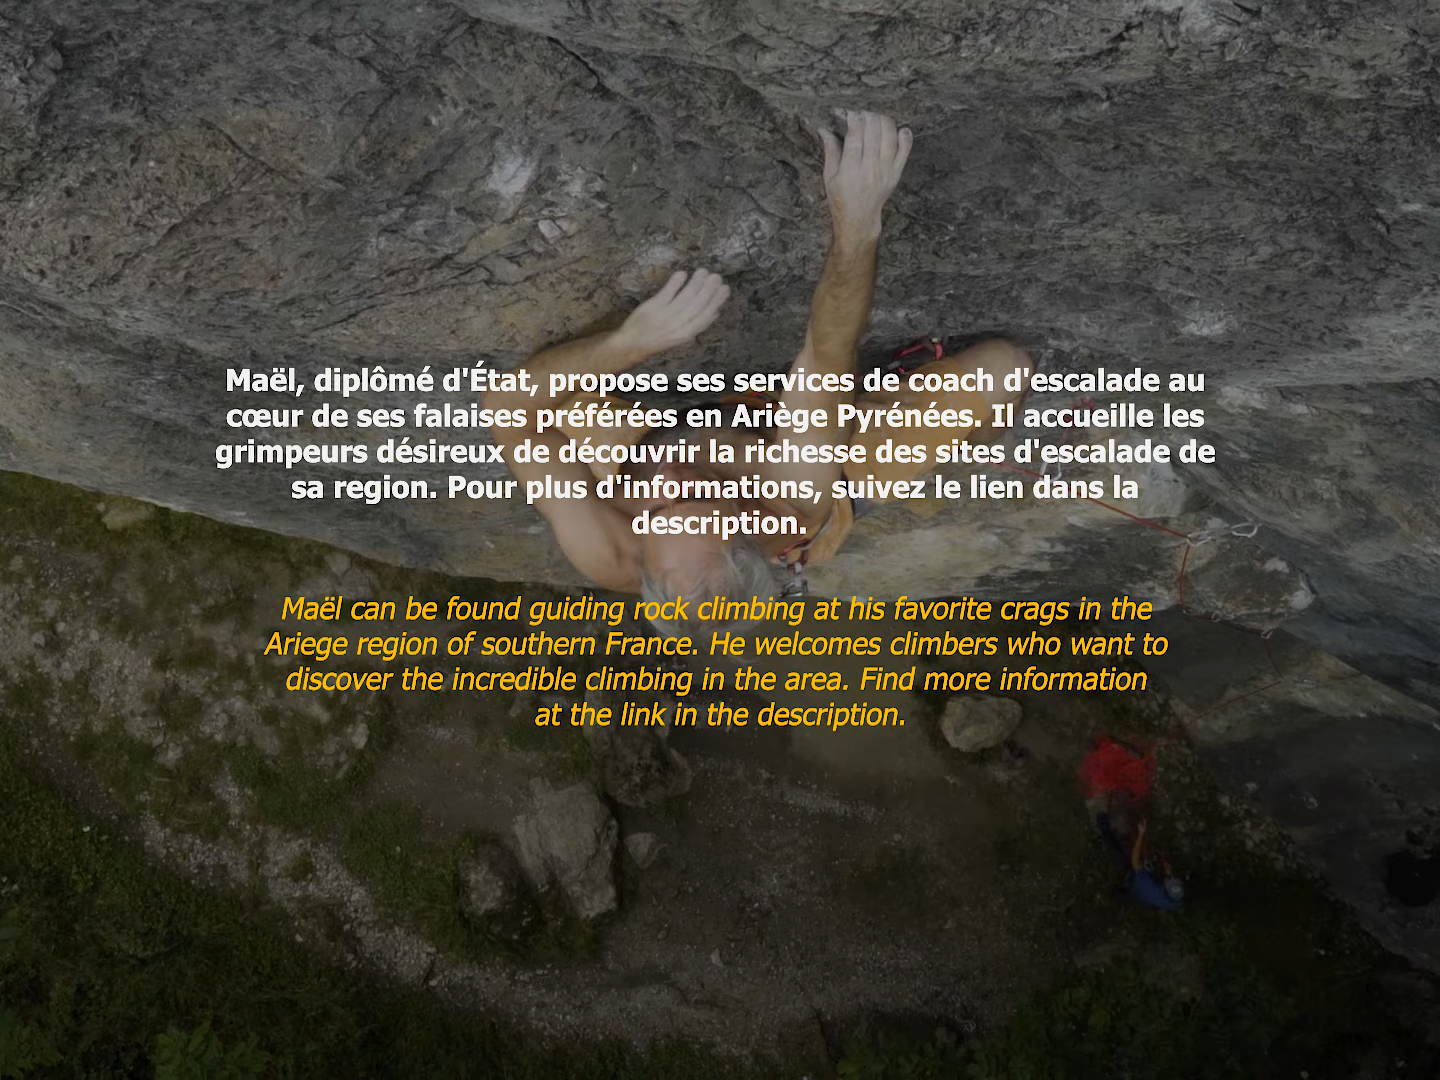 Maël, diplômé d'État, propose ses services de coach d'escalade au
cœur de ses falaises préférées en Ariège Pyrénées. Il accueille les
grimpeurs désireux de découvrir la richesse des sites d'escalade de
sa region. Pour plus d'informations, suivez le lien dans la
description.
Maël can be found guiding rock climbing at his favorite crags in the
Ariege region of southern France. He welcomes climbers who want to
discover the incredible climbing in the area. Find more information
at the link in the description.